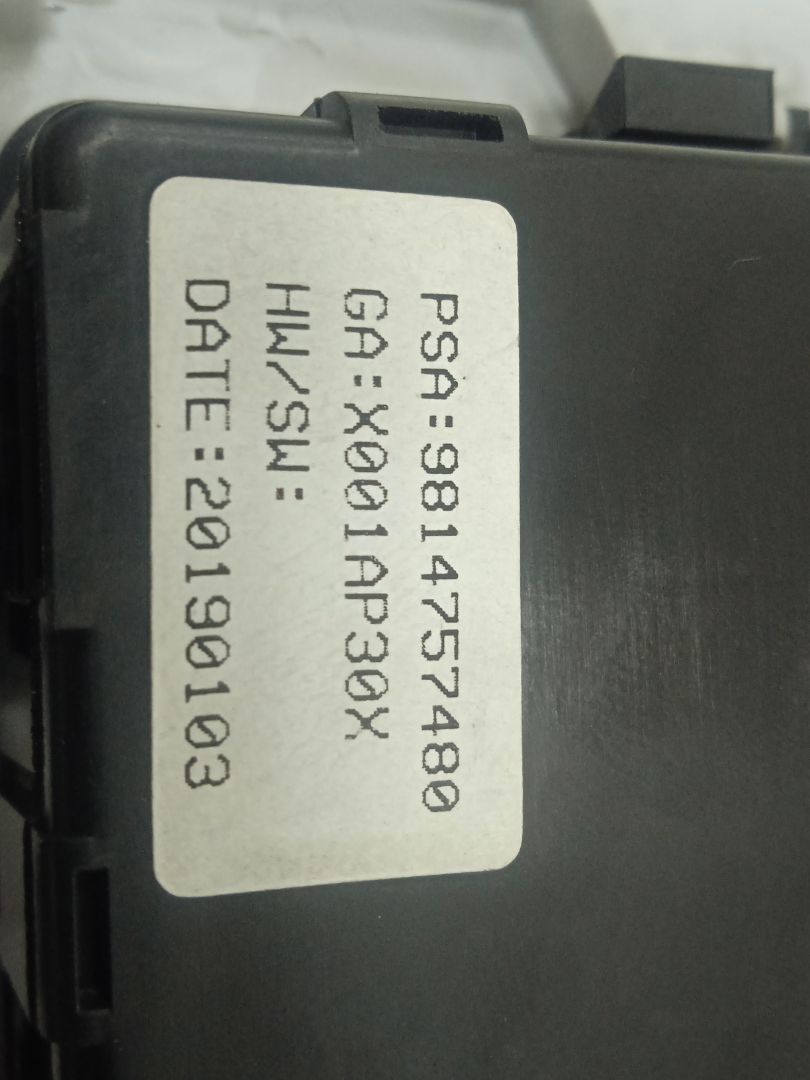 PSA:9814757480
GA:X001AP30X
HW/SW:
DATE:20190103